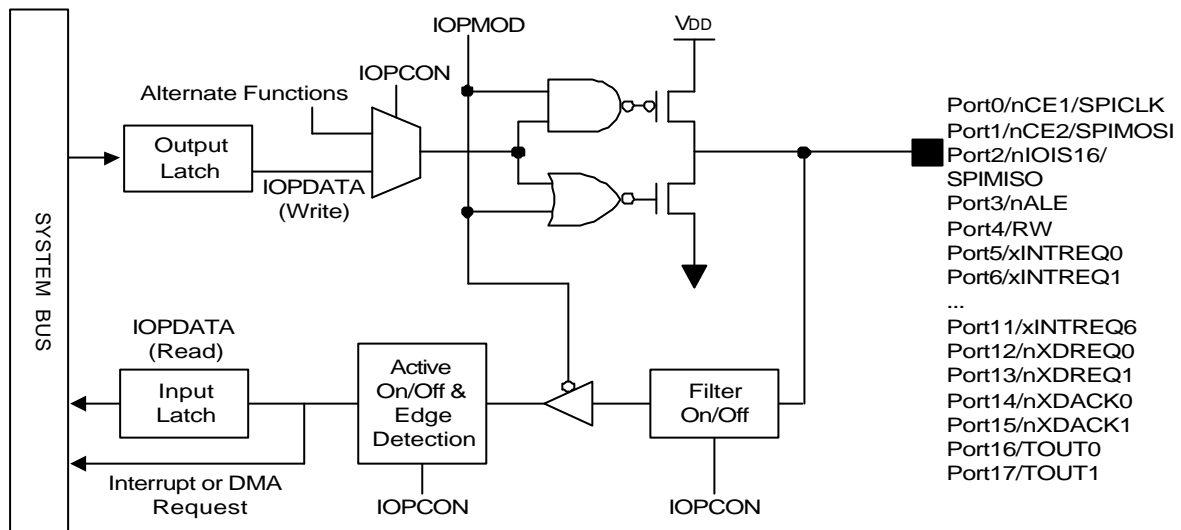 IOPMOD
VDD
IOPCON
Alternate Functions
Output
Latch
IOPDATA
(Write)
SYSTEM BUS
IOPDATA
(Read)
Input
Latch
Active
On/Off &
Edge
Detection
Filter
On/Off
Interrupt or DMA
Request
IOPCON
IOPCON
Port0/nCE1/SPICLK
Port1/nCE2/SPIMOSI
Port2/nIOIS16/
SPIMISO
Port3/nALE
Port4/RW
Port5/xINTREQ0
Port6/xINTREQ1
...
Port11/xINTREQ6
Port12/nXDREQ0
Port13/nXDREQ1
Port14/nXDACK0
Port15/nXDACK1
Port16/TOUT0
Port17/TOUT1